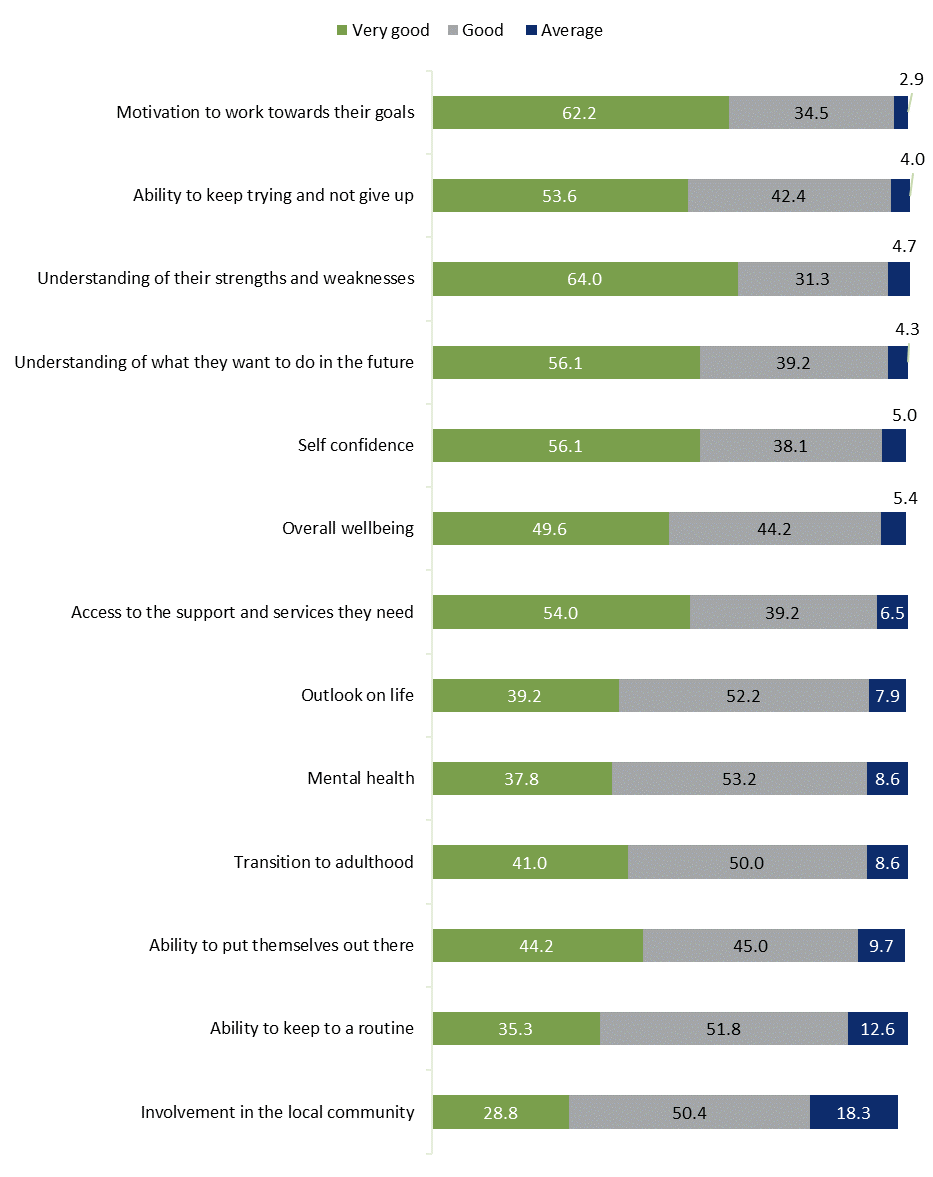 Very good Good Average
2.9
Motivation to work towards their goals 62.2 34.5
4.0
Ability to keep trying and not give up 53.6 42.4
4.7
Understanding of their strengths and weaknesses 64.0 31.3
4.3
Understanding of what they want to do in the future 56.1 39.2
5.0
Self confidence 56.1 38.1
5.4
Overall wellbeing 49.6 44.2
Access to the support and services they need 54.0 39.2 6.5
Outlook on life 39.2 52.2 7.9
Mental health 37.8 53.2 8.6
Transition to adulthood 41.0 50.0 8.6
Ability to put themselves out there 44.2 45.0 9.7
Ability to keep to a routine 35.3 51.8 12.6
Involvement in the local community 28.8 50.4 18.3